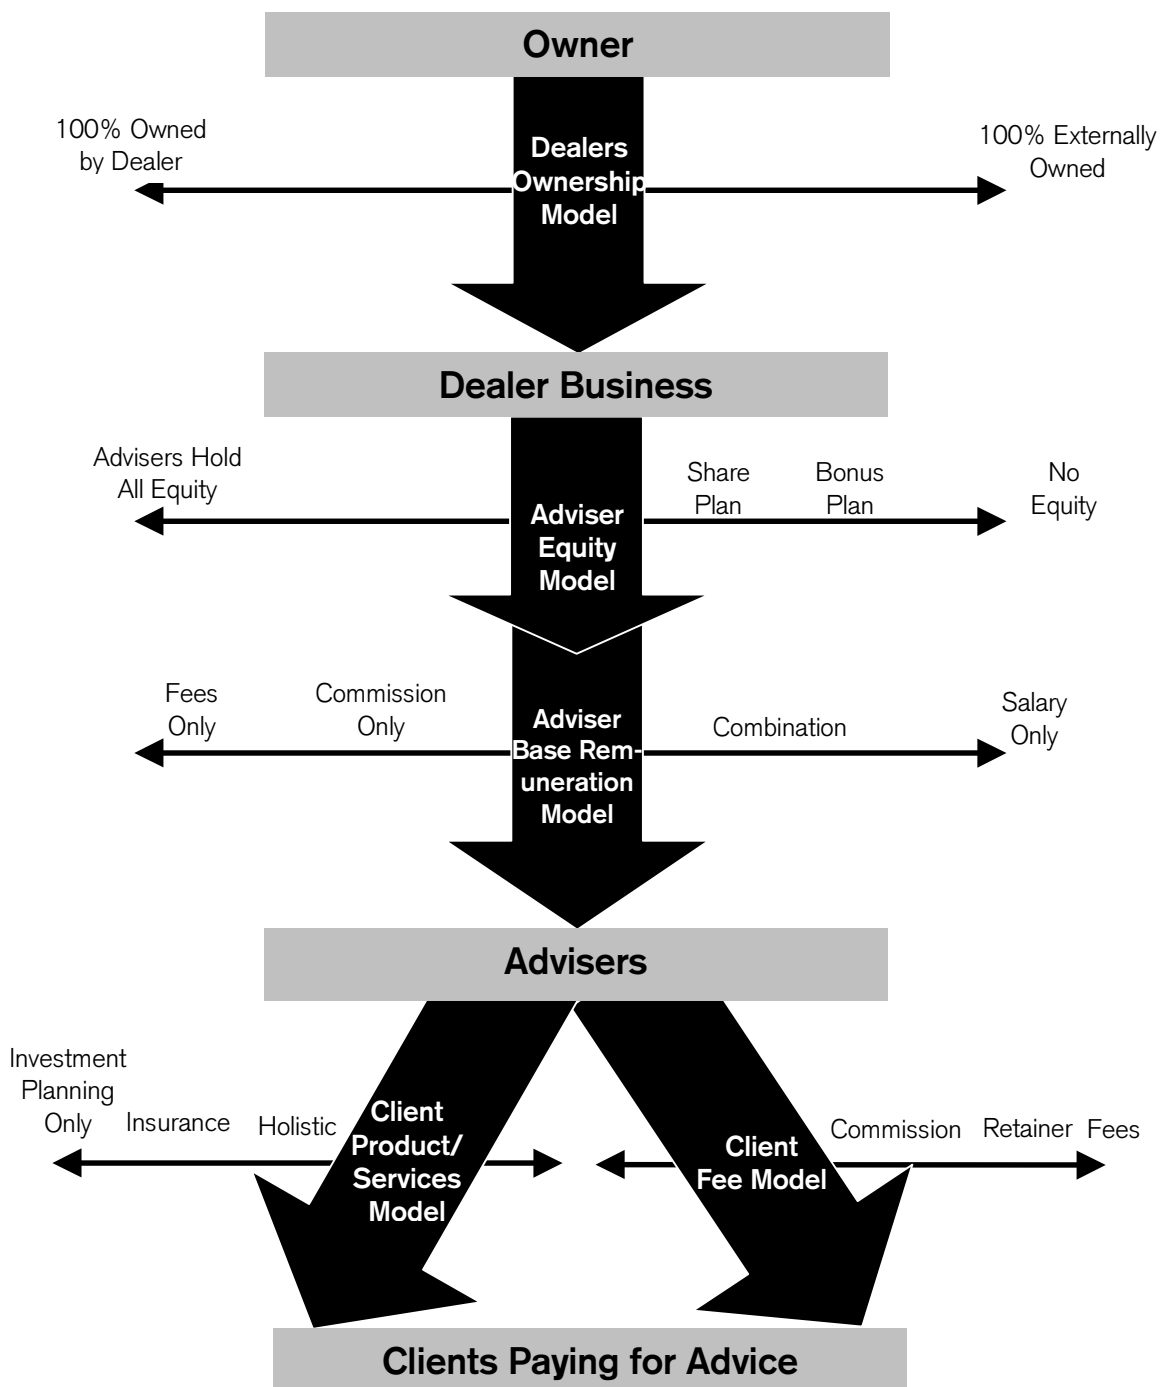 Owner
100% Owned
by Dealer
Dealers
Ownership
Model
100% Externally
Owned
Dealer Business
Advisers Hold
All Equity
Adviser
Equity
Model
Share
Plan
Bonus
Plan
No
Equity
Fees
Only
Commission
Only
Adviser
Base Rem-
uneration
Model
Combination
Salary
Only
Advisers
Investment
Planning
Only
Insurance
Holistic
Client
Product/
Services
Model
Client
Fee Model
Commission
Retainer
Fees
Clients Paying for Advice